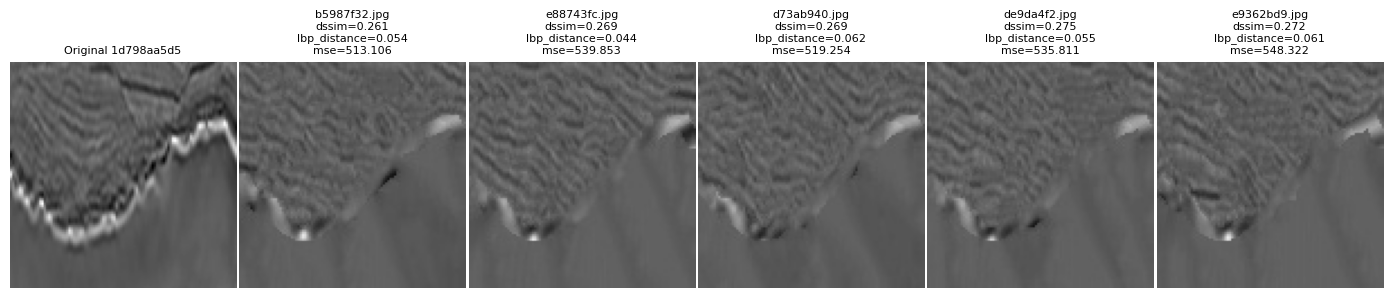 Original 1d798aa5d5
b5987f32.jpg
dssim=0.261
lbp_distance=0.054
mse=513.106
e88743fc.jpg
dssim=0.269
lbp_distance=0.044
mse=539.853
d73ab940.jpg
dssim=0.269
lbp_distance=0.062
mse=519.254
de9da4f2.jpg
dssim=0.275
lbp_distance=0.055
mse=535.811
e9362bd9.jpg
dssim=0.272
lbp_distance=0.061
mse=548.322